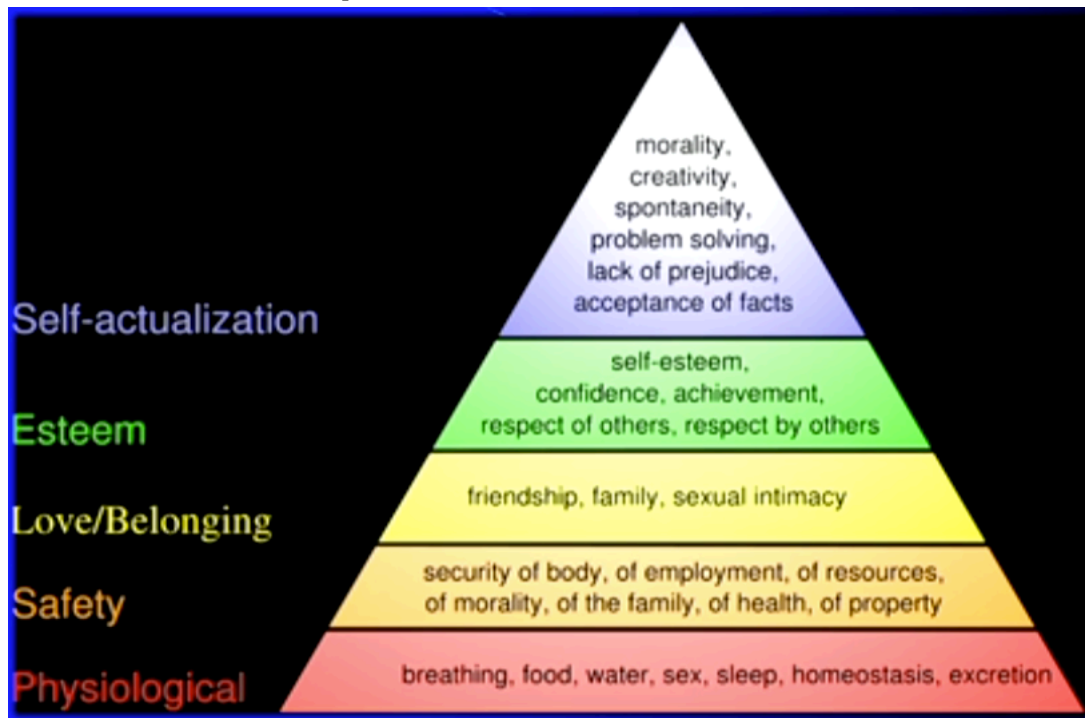 morality,
creativity,
spontaneity,
problem solving,
lack of prejudice,
acceptance of facts
Self-actualization
self-esteem,
confidence, achievement,
respect of others, respect by others
Esteem
friendship, family, sexual intimacy
Love/Belonging
security of body, of employment, of resources,
of morality, of the family, of health, of property
Safety
breathing, food, water, sex, sleep, homeostasis, excretion
Physiological